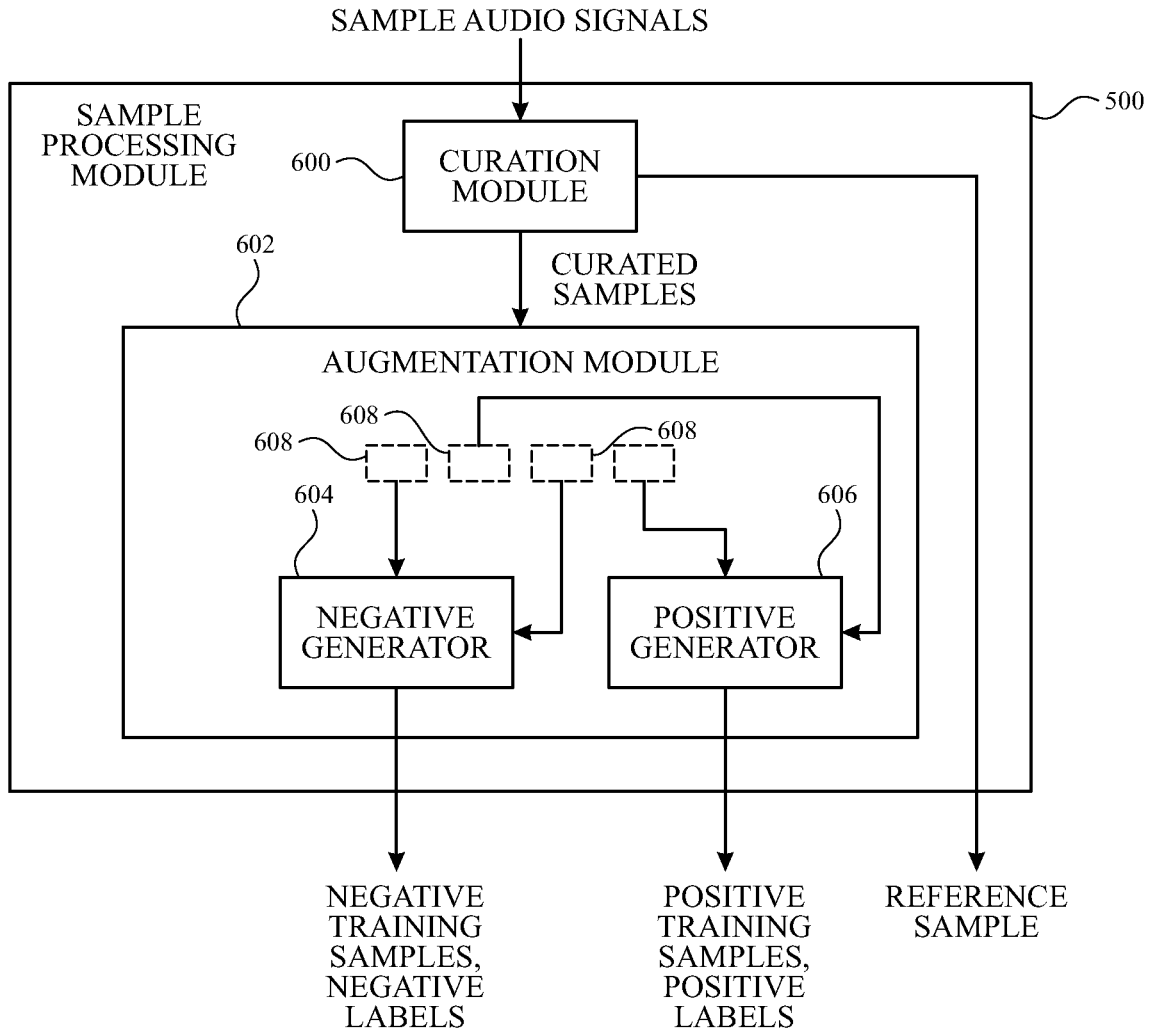 SAMPLE AUDIO SIGNALS
SAMPLE
PROCESSING
MODULE
500
600
CURATION
MODULE
602
CURATED
SAMPLES
AUGMENTATION MODULE
608
608
608
604
606
NEGATIVE
GENERATOR
POSITIVE
GENERATOR
NEGATIVE
TRAINING
SAMPLES,
NEGATIVE
LABELS
POSITIVE
TRAINING
SAMPLES,
POSITIVE
LABELS
REFERENCE
SAMPLE